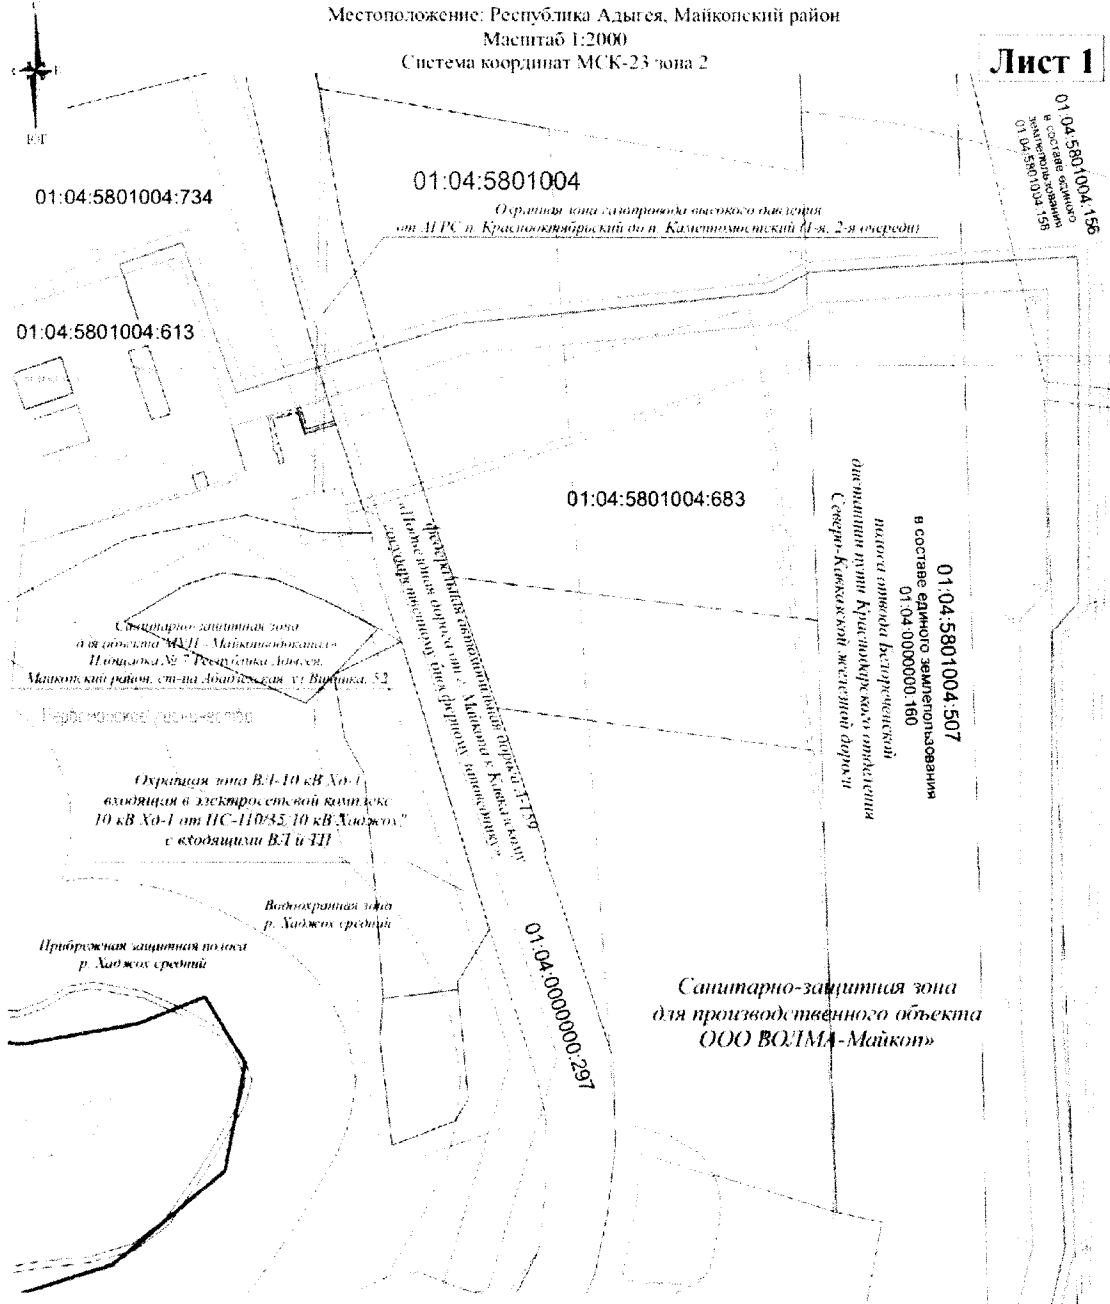 Местоположение: Республика Адыгея, Майкопский район
Масштаб 1:2000
Система координат МСК-23 зона 2
Лист 1
ЮГ
01:04:5801004:156
в составе единого
землепользования
01:04:5801004:158
01:04:5801004:734
01:04:5801004
Охранная зона газопровода высокого давления
от АГРС п. Краснооктябрьский до п. Каменномостский (1-я, 2-я очереди)
01:04:5801004:613
01:04:5801004:683
федеральная автомобильная дорога А-159
«Подъездная дорога от г. Майкопа к Кавказскому
государственному биосферному заповеднику»
полоса отвода Белореченской
дистанции пути Краснодарского отделения
Северо-Кавказской железной дороги
01:04:5801004:507
в составе единого землепользования
01:04:0000000:160
Санитарно-защитная зона
для объекта МУП «Майкопводоканал»
Площадка № 7 Республика Адыгея,
Майкопский район, ст-ца Абадзехская, ул 52
лесничество
Охранная зона ВЛ-10 кВ Хд-1
входящая в электросетевой комплекс
10 кВ Хд-1 от ПС-110/35/10 кВ Хаджох"
с входящими ВЛ и ТП
Водоохранная зона
р. Хаджох средний
Прибрежная защитная полоса
р. Хаджох средний
01:04:0000000:297
Санитарно-защитная зона
для производственного объекта
ООО ВОЛМА-Майкоп»